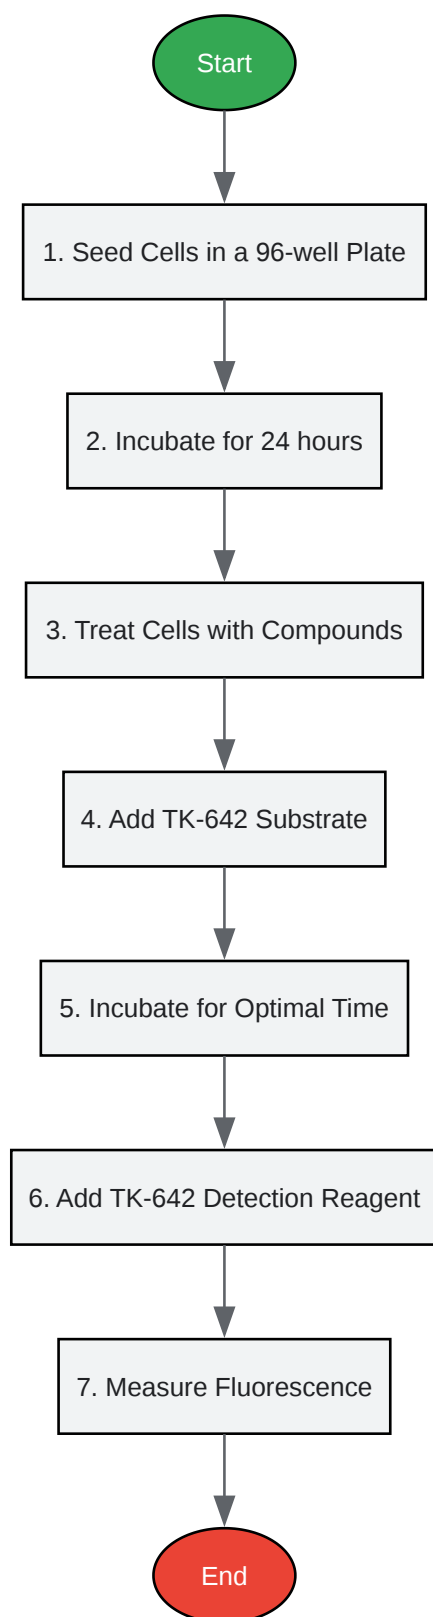 Start
1. Seed Cells in a 96-well Plate
2. Incubate for 24 hours
3. Treat Cells with Compounds
4. Add TK-642 Substrate
5. Incubate for Optimal Time
6. Add TK-642 Detection Reagent
7. Measure Fluorescence
End